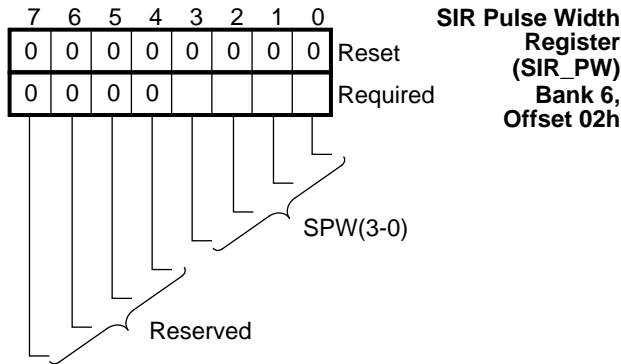 7 6 5 4 3 2 1 0
0 0 0 0 0 0 0 0 Reset
0 0 0 0 Required
SIR Pulse Width
Register
(SIR_PW)
Bank 6,
Offset 02h
SPW(3-0)
Reserved